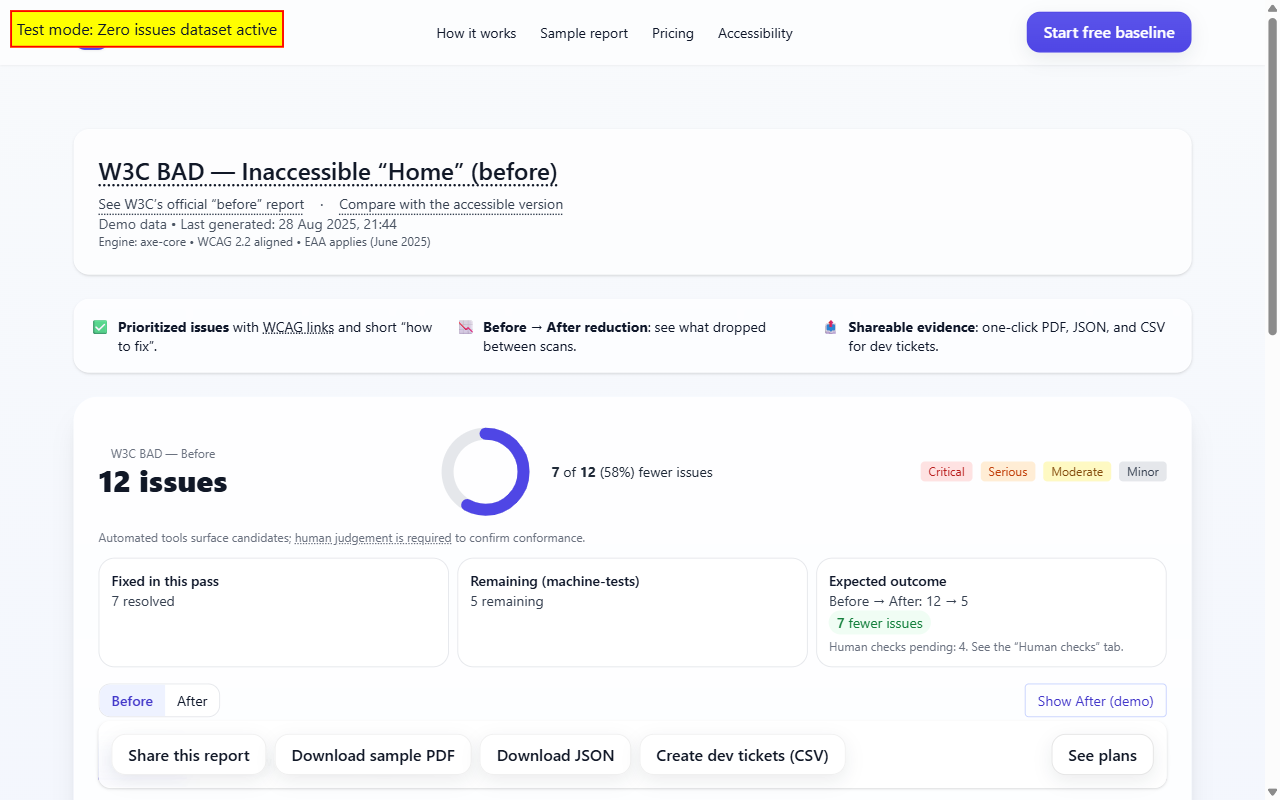 Test mode: Zero issues dataset active
How it works
Sample report
Pricing
Accessibility
Start free baseline
W3C BAD — Inaccessible “Home” (before)
See W3C’s official “before” report · Compare with the accessible version
Demo data • Last generated: 28 Aug 2025, 21:44
Engine: axe-core • WCAG 2.2 aligned • EAA applies (June 2025)
Prioritized issues with WCAG links and short “how
to fix”.
Before → After reduction: see what dropped
between scans.
Shareable evidence: one-click PDF, JSON, and CSV
for dev tickets.
W3C BAD — Before
12 issues
7 of 12 (58%) fewer issues
Critical
Serious
Moderate
Minor
Automated tools surface candidates; human judgement is required to confirm conformance.
Fixed in this pass
7 resolved
Remaining (machine-tests)
5 remaining
Expected outcome
Before → After: 12 → 5
7 fewer issues
Human checks pending: 4. See the “Human checks” tab.
Before
After
Show After (demo)
Share this report
Download sample PDF
Download JSON
Create dev tickets (CSV)
See plans